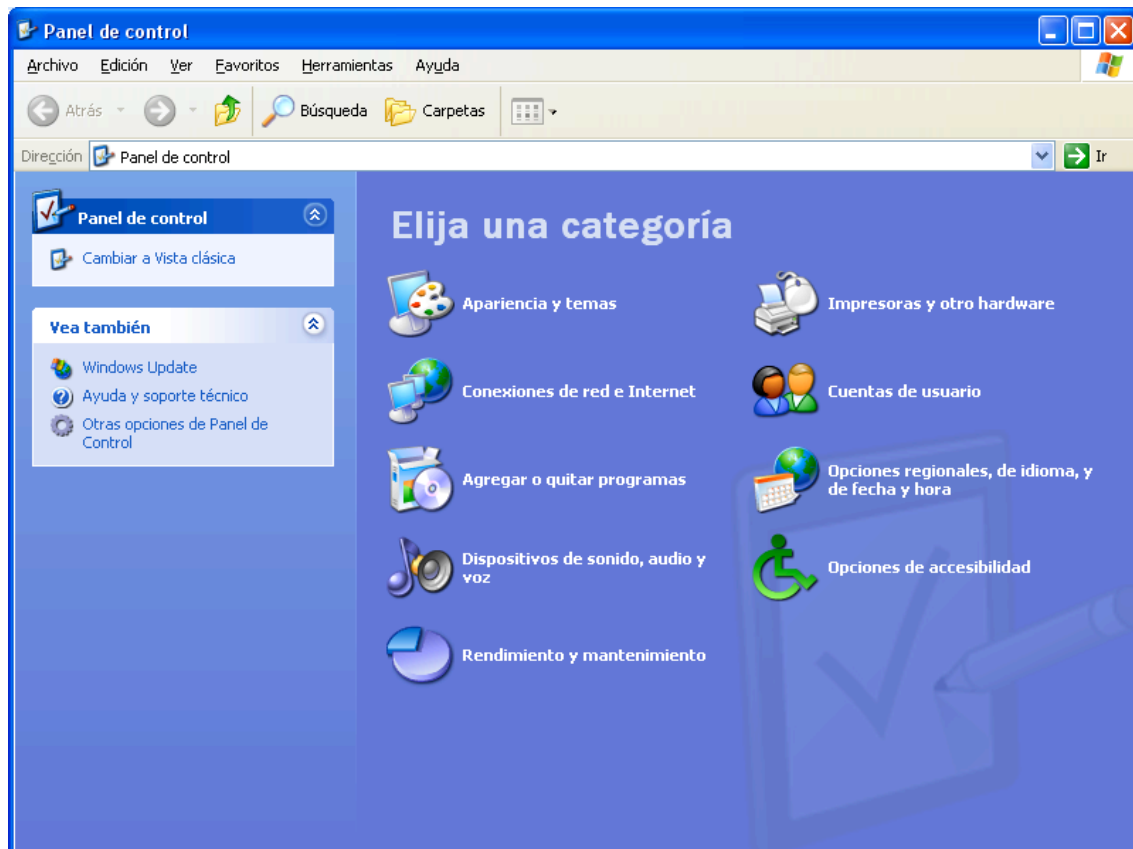 Panel de control
Archivo Edición Ver Favoritos Herramientas Ayuda
Atrás Búsqueda Carpetas
Dirección Panel de control Ir
Panel de control
Cambiar a Vista clásica
Vea también
Windows Update
Ayuda y soporte técnico
Otras opciones de Panel de
Control
Elija una categoría
Apariencia y temas
Impresoras y otro hardware
Conexiones de red e Internet
Cuentas de usuario
Agregar o quitar programas
Opciones regionales, de idioma, y
de fecha y hora
Dispositivos de sonido, audio y
voz
Opciones de accesibilidad
Rendimiento y mantenimiento